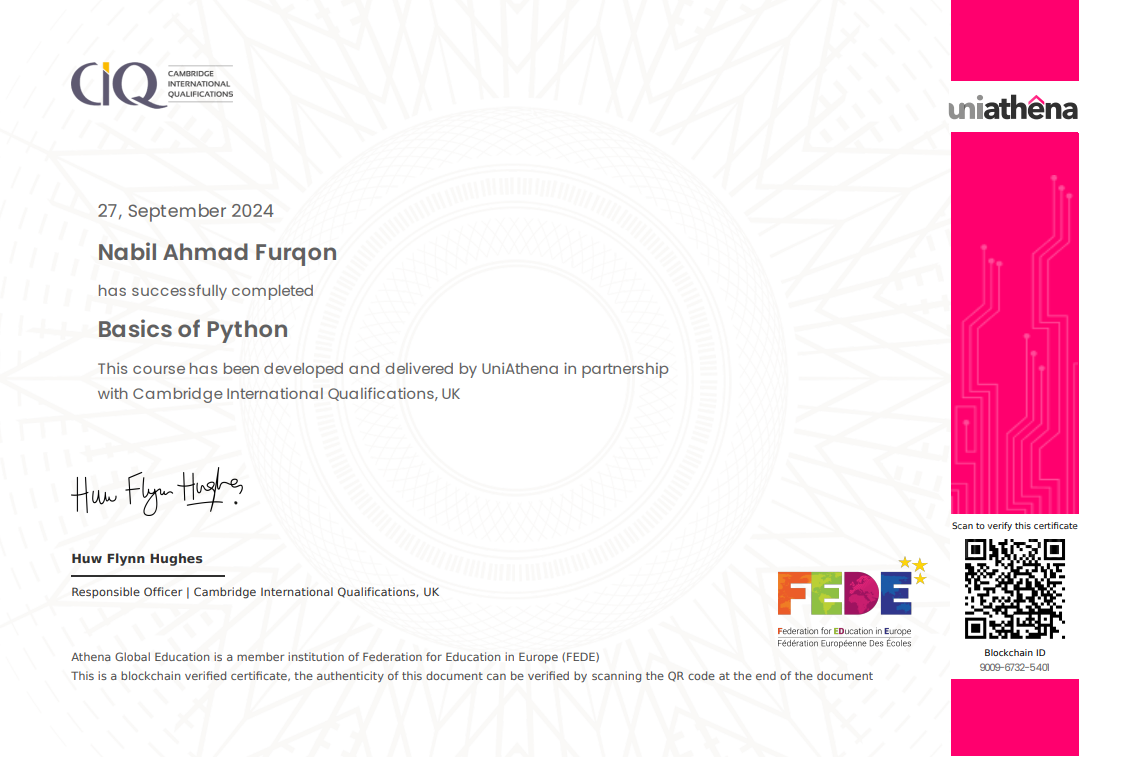 CIQ
CAMBRIDGE
INTERNATIONAL
QUALIFICATIONS
uniathêna
27, September 2024
Nabil Ahmad Furqon
has successfully completed
Basics of Python
This course has been developed and delivered by UniAthena in partnership
with Cambridge International Qualifications, UK
Huw Flynn Hughes
Huw Flynn Hughes
Responsible Officer | Cambridge International Qualifications, UK
FEDE
Federation for EDucation in Europe
Fédération Européenne Des Écoles
Scan to verify this certificate
Blockchain ID
9009-6732-5401
Athena Global Education is a member institution of Federation for Education in Europe (FEDE)
This is a blockchain verified certificate, the authenticity of this document can be verified by scanning the QR code at the end of the document